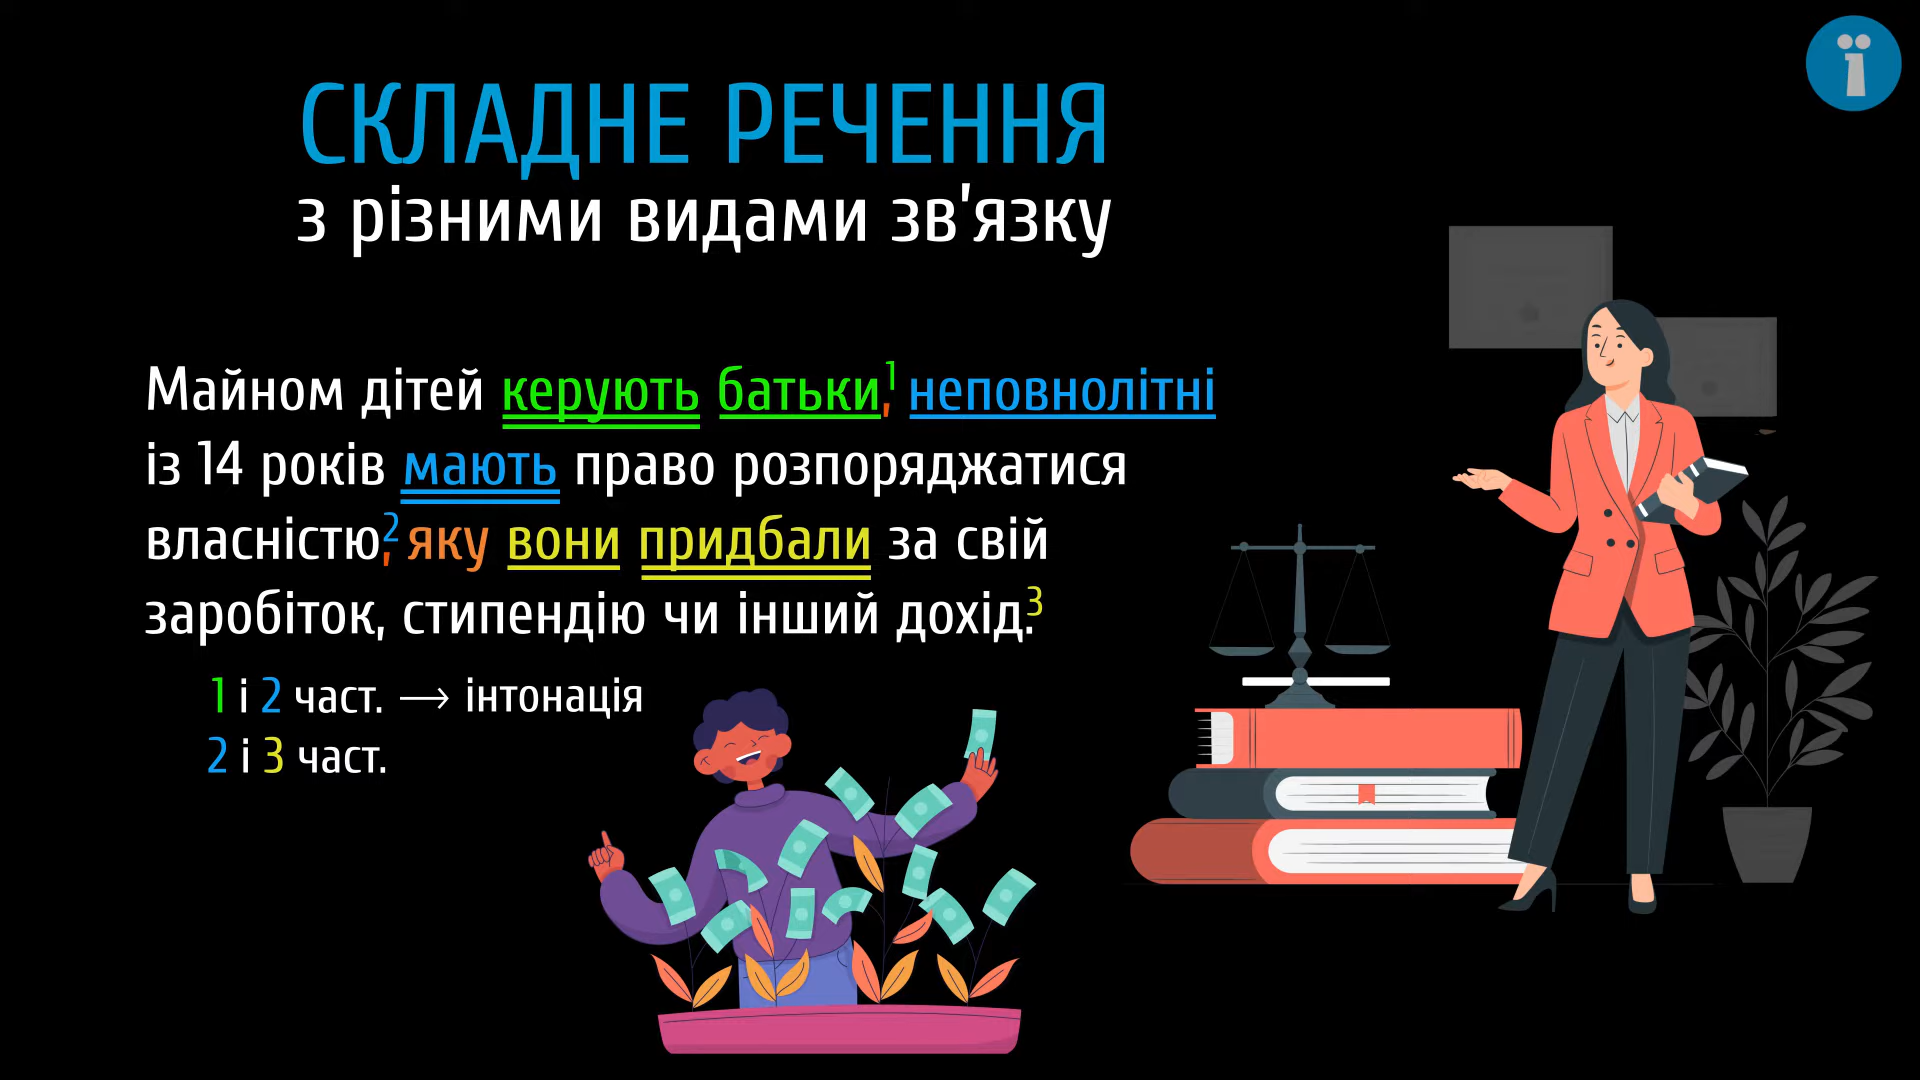 ї
СКЛАДНЕ РЕЧЕННЯ
з різними видами зв'язку
Майном дітей керують батьки,1 неповнолітні
із 14 років мають право розпоряджатися
власністю,2 яку вони придбали за свій
заробіток, стипендію чи інший дохід.3
1 і 2 част. → інтонація
2 і 3 част.